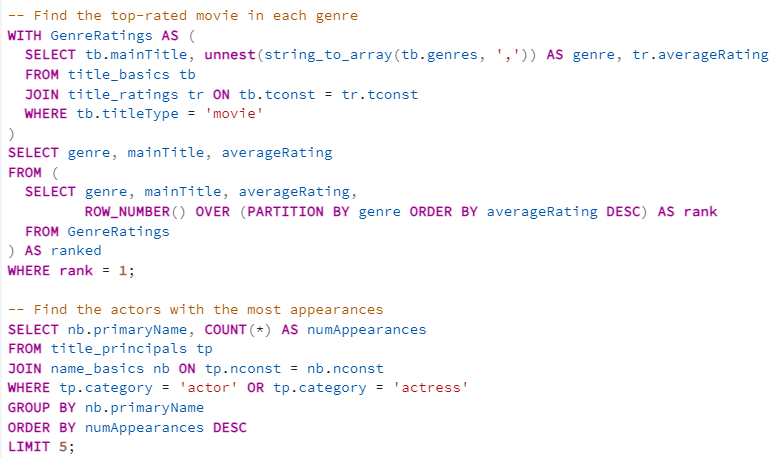 -- Find the top-rated movie in each genre
WITH GenreRatings AS (
  SELECT tb.mainTitle, unnest(string_to_array(tb.genres, ',')) AS genre, tr.averageRating
  FROM title_basics tb
  JOIN title_ratings tr ON tb.tconst = tr.tconst
  WHERE tb.titleType = 'movie'
)
SELECT genre, mainTitle, averageRating
FROM (
  SELECT genre, mainTitle, averageRating,
         ROW_NUMBER() OVER (PARTITION BY genre ORDER BY averageRating DESC) AS rank
  FROM GenreRatings
) AS ranked
WHERE rank = 1;

-- Find the actors with the most appearances
SELECT nb.primaryName, COUNT(*) AS numAppearances
FROM title_principals tp
JOIN name_basics nb ON tp.nconst = nb.nconst
WHERE tp.category = 'actor' OR tp.category = 'actress'
GROUP BY nb.primaryName
ORDER BY numAppearances DESC
LIMIT 5;